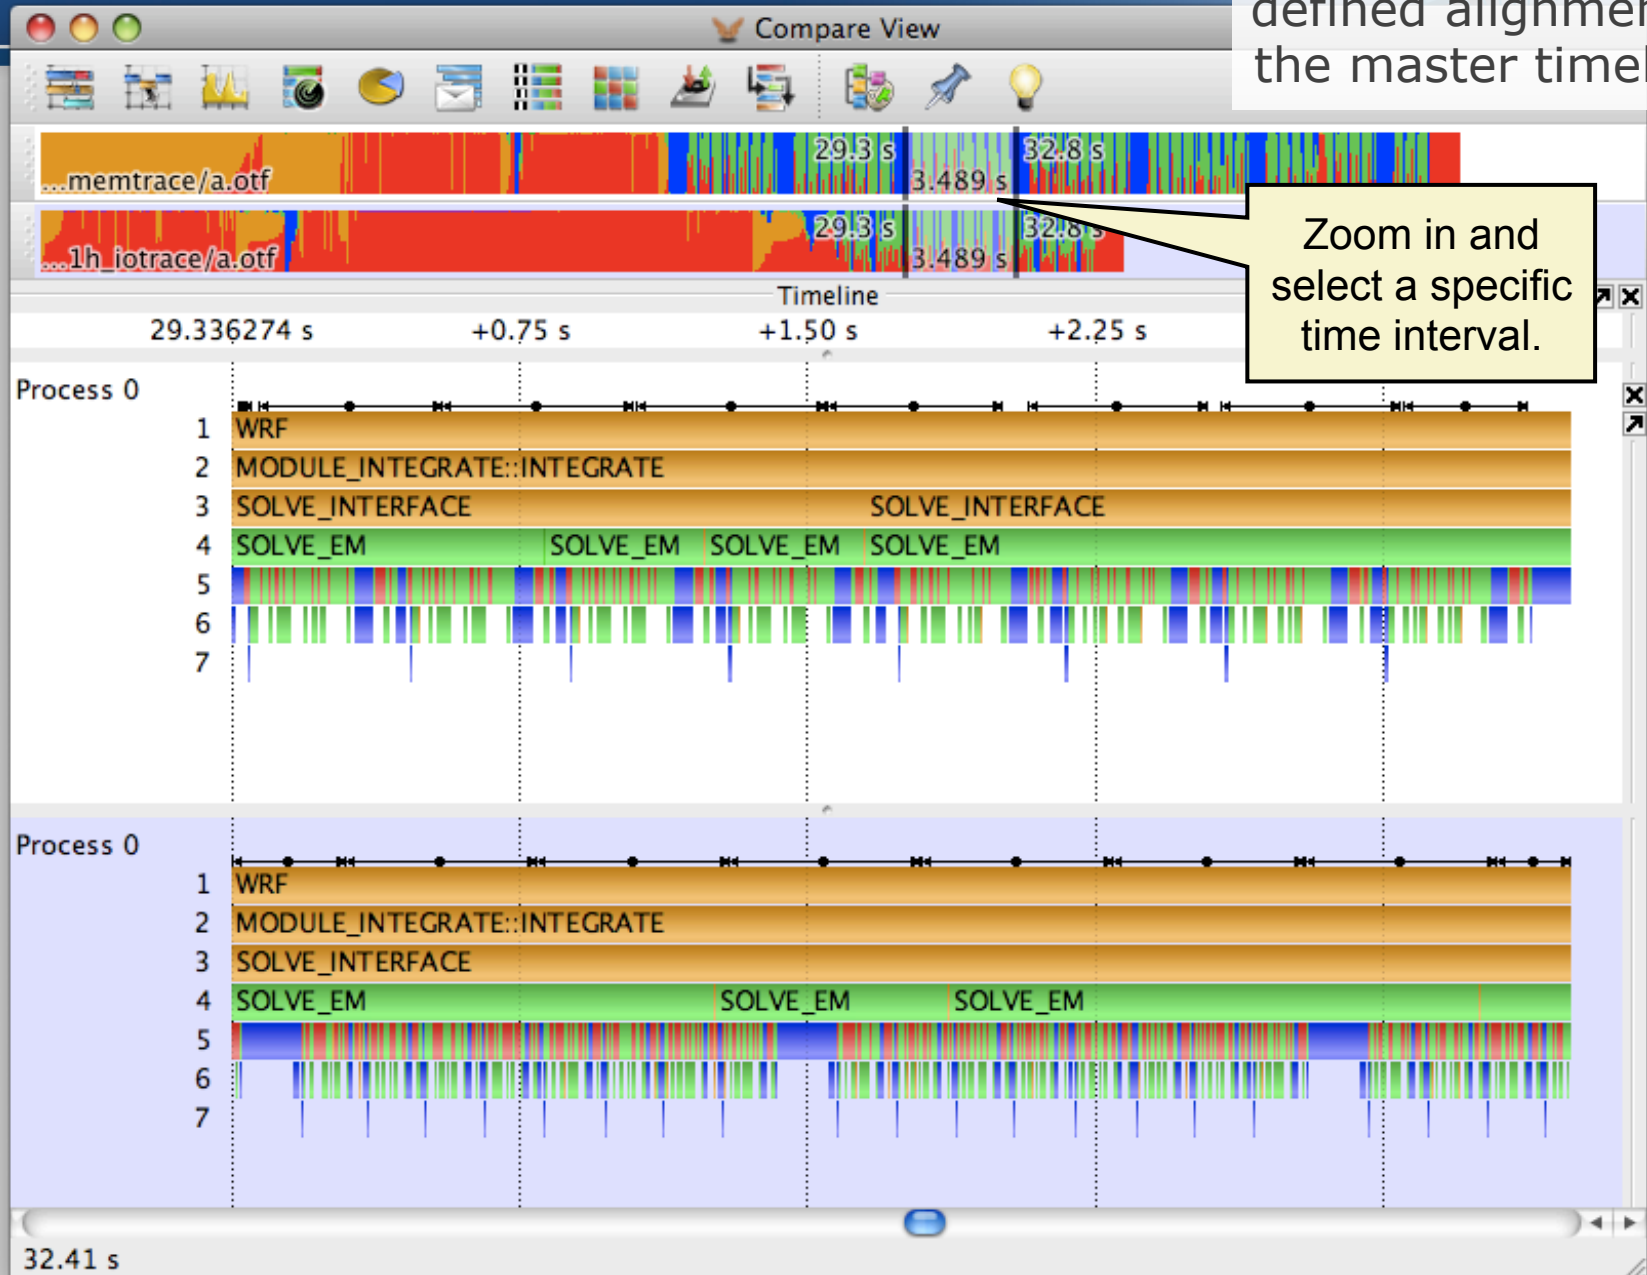 Compare View
defined alignmen
the master timel
29.3 s
32.8 s
...memtrace/a.otf
3.489 s
29.3 s
32.8 s
...1h_iotrace/a.otf
3.489 s
Zoom in and
select a specific
time interval.
Timeline
29.336274 s
+0.75 s
+1.50 s
+2.25 s
Process 0
1 WRF
2 MODULE_INTEGRATE::INTEGRATE
3 SOLVE_INTERFACE SOLVE_INTERFACE
4 SOLVE_EM SOLVE_EM SOLVE_EM SOLVE_EM
5
6
7
Process 0
1 WRF
2 MODULE_INTEGRATE::INTEGRATE
3 SOLVE_INTERFACE
4 SOLVE_EM SOLVE_EM SOLVE_EM
5
6
7
32.41 s